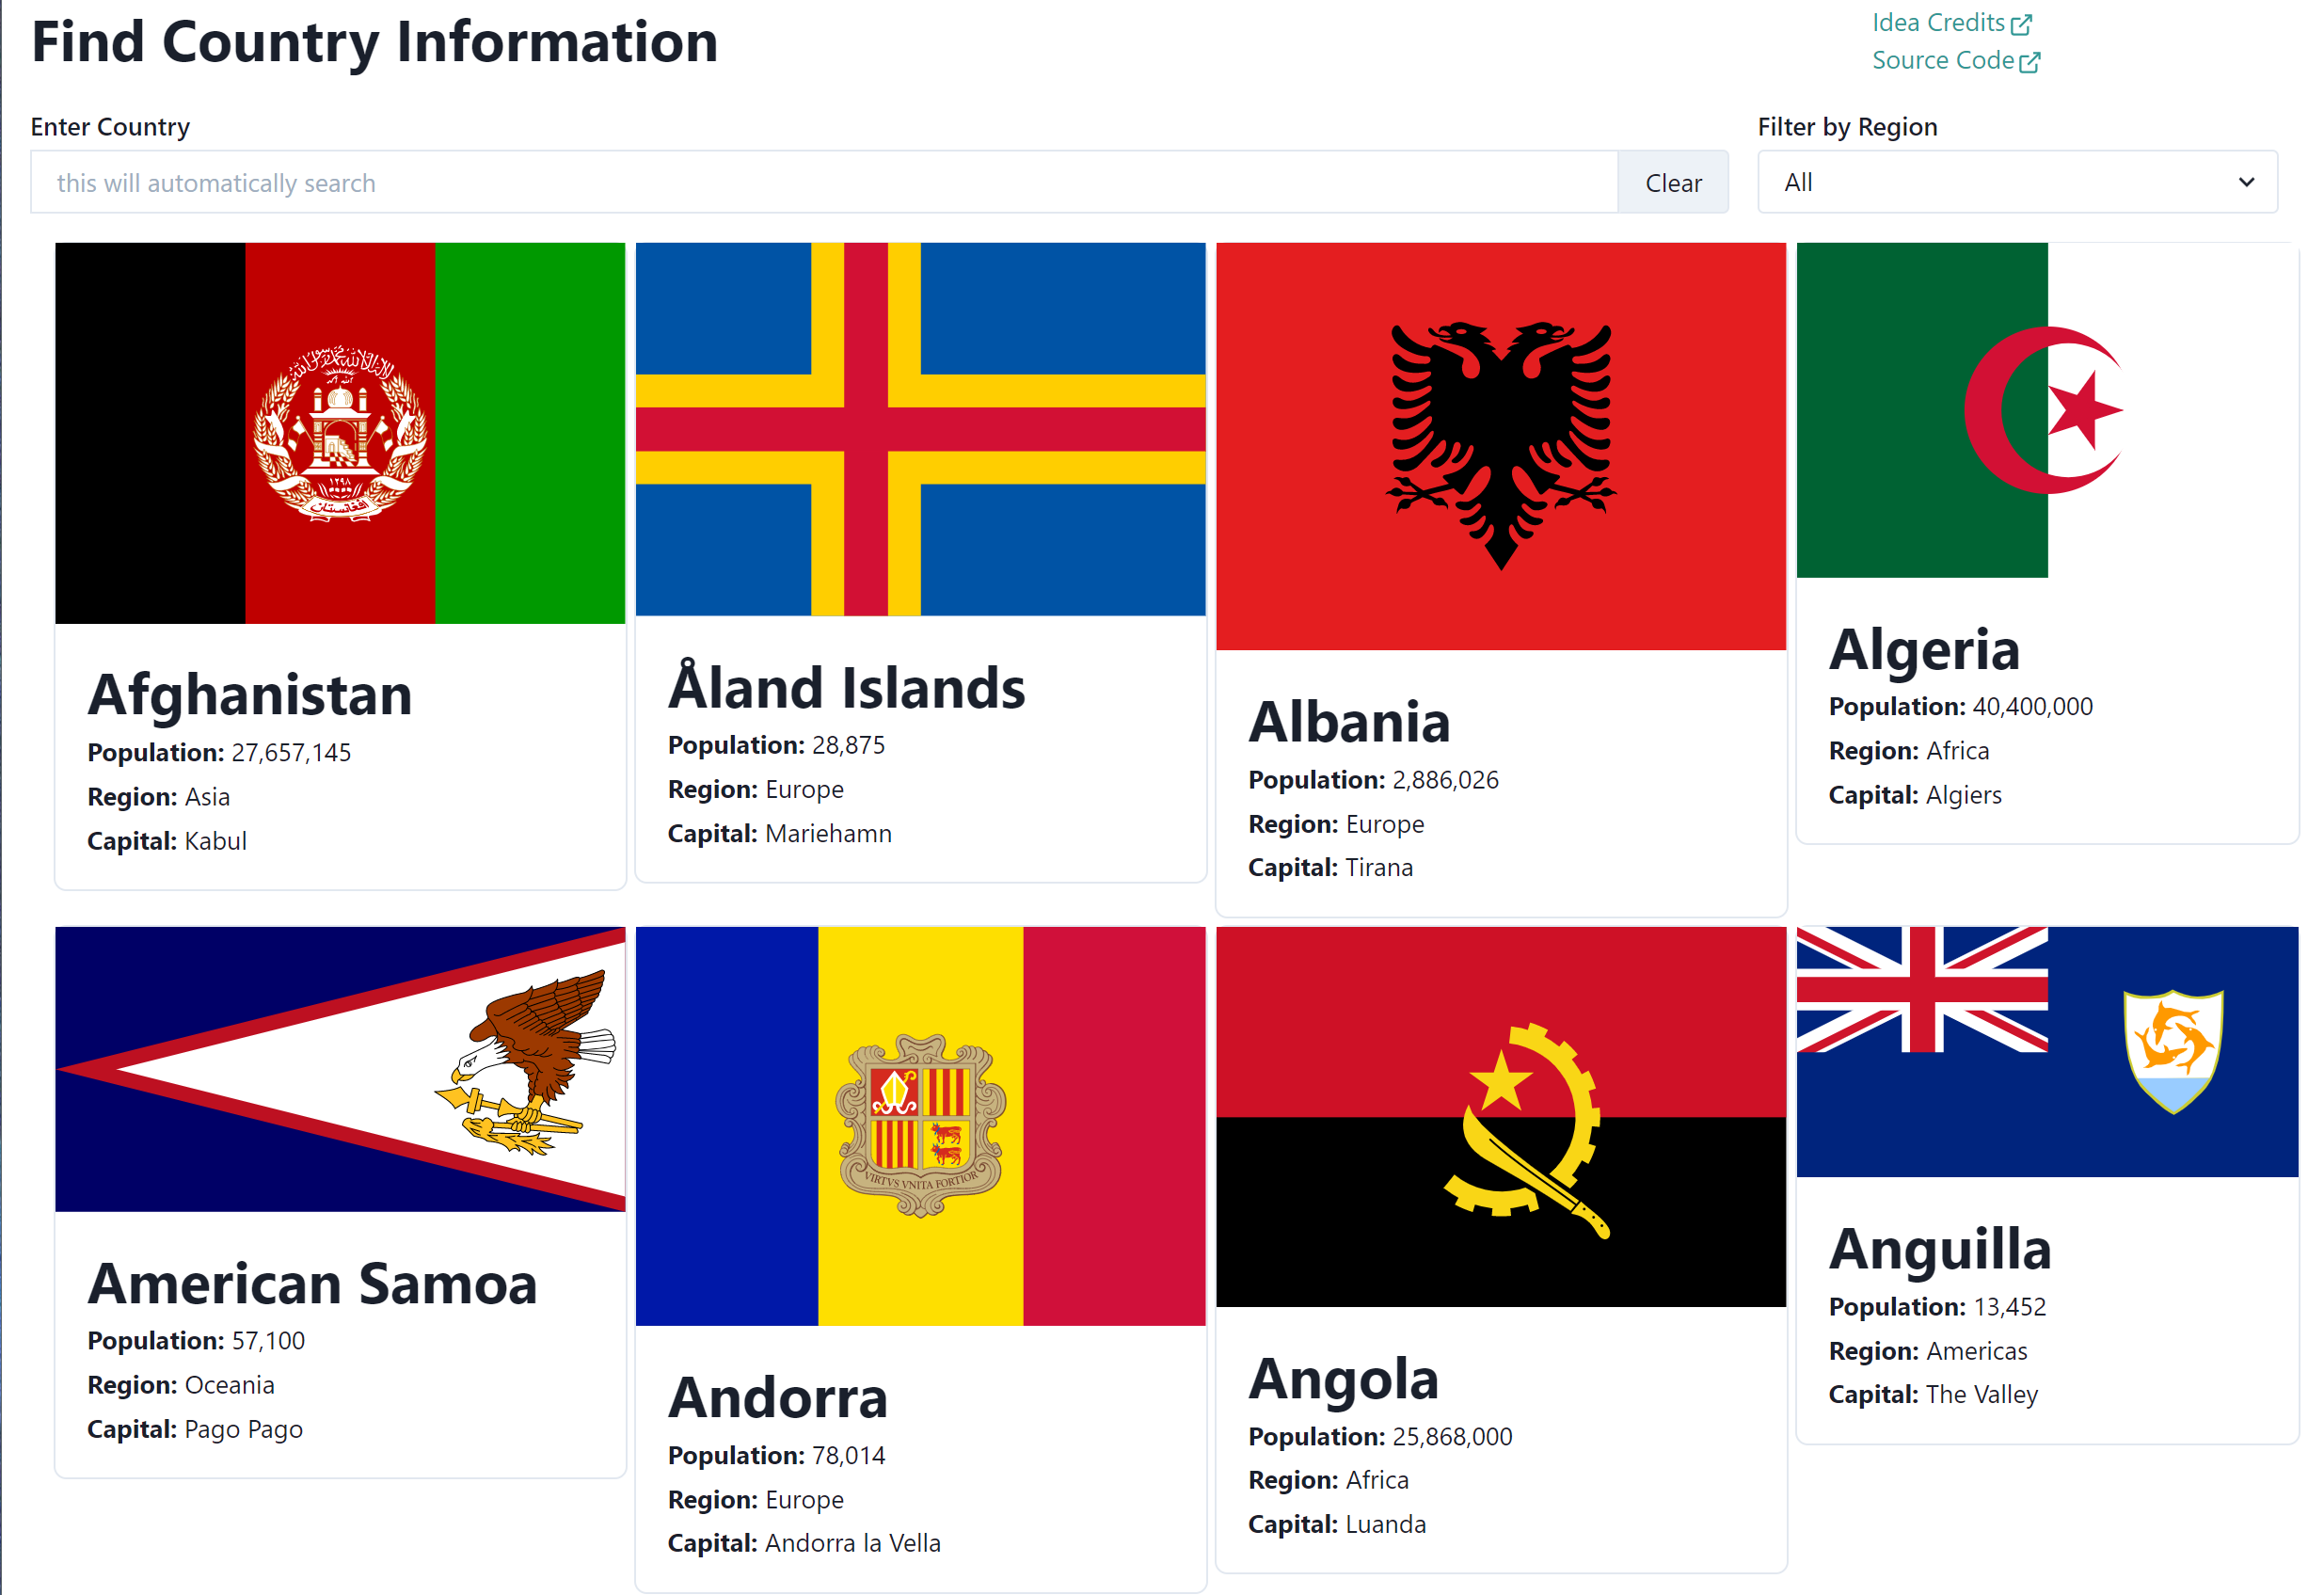 Find Country Information
Idea Credits
Source Code
Enter Country
Filter by Region
this will automatically search
Clear
All
Afghanistan
Population: 27,657,145
Region: Asia
Capital: Kabul
Åland Islands
Population: 28,875
Region: Europe
Capital: Mariehamn
Albania
Population: 2,886,026
Region: Europe
Capital: Tirana
Algeria
Population: 40,400,000
Region: Africa
Capital: Algiers
American Samoa
Population: 57,100
Region: Oceania
Capital: Pago Pago
VIRTVS VNITA FORTIOR
Andorra
Population: 78,014
Region: Europe
Capital: Andorra la Vella
Angola
Population: 25,868,000
Region: Africa
Capital: Luanda
Anguilla
Population: 13,452
Region: Americas
Capital: The Valley